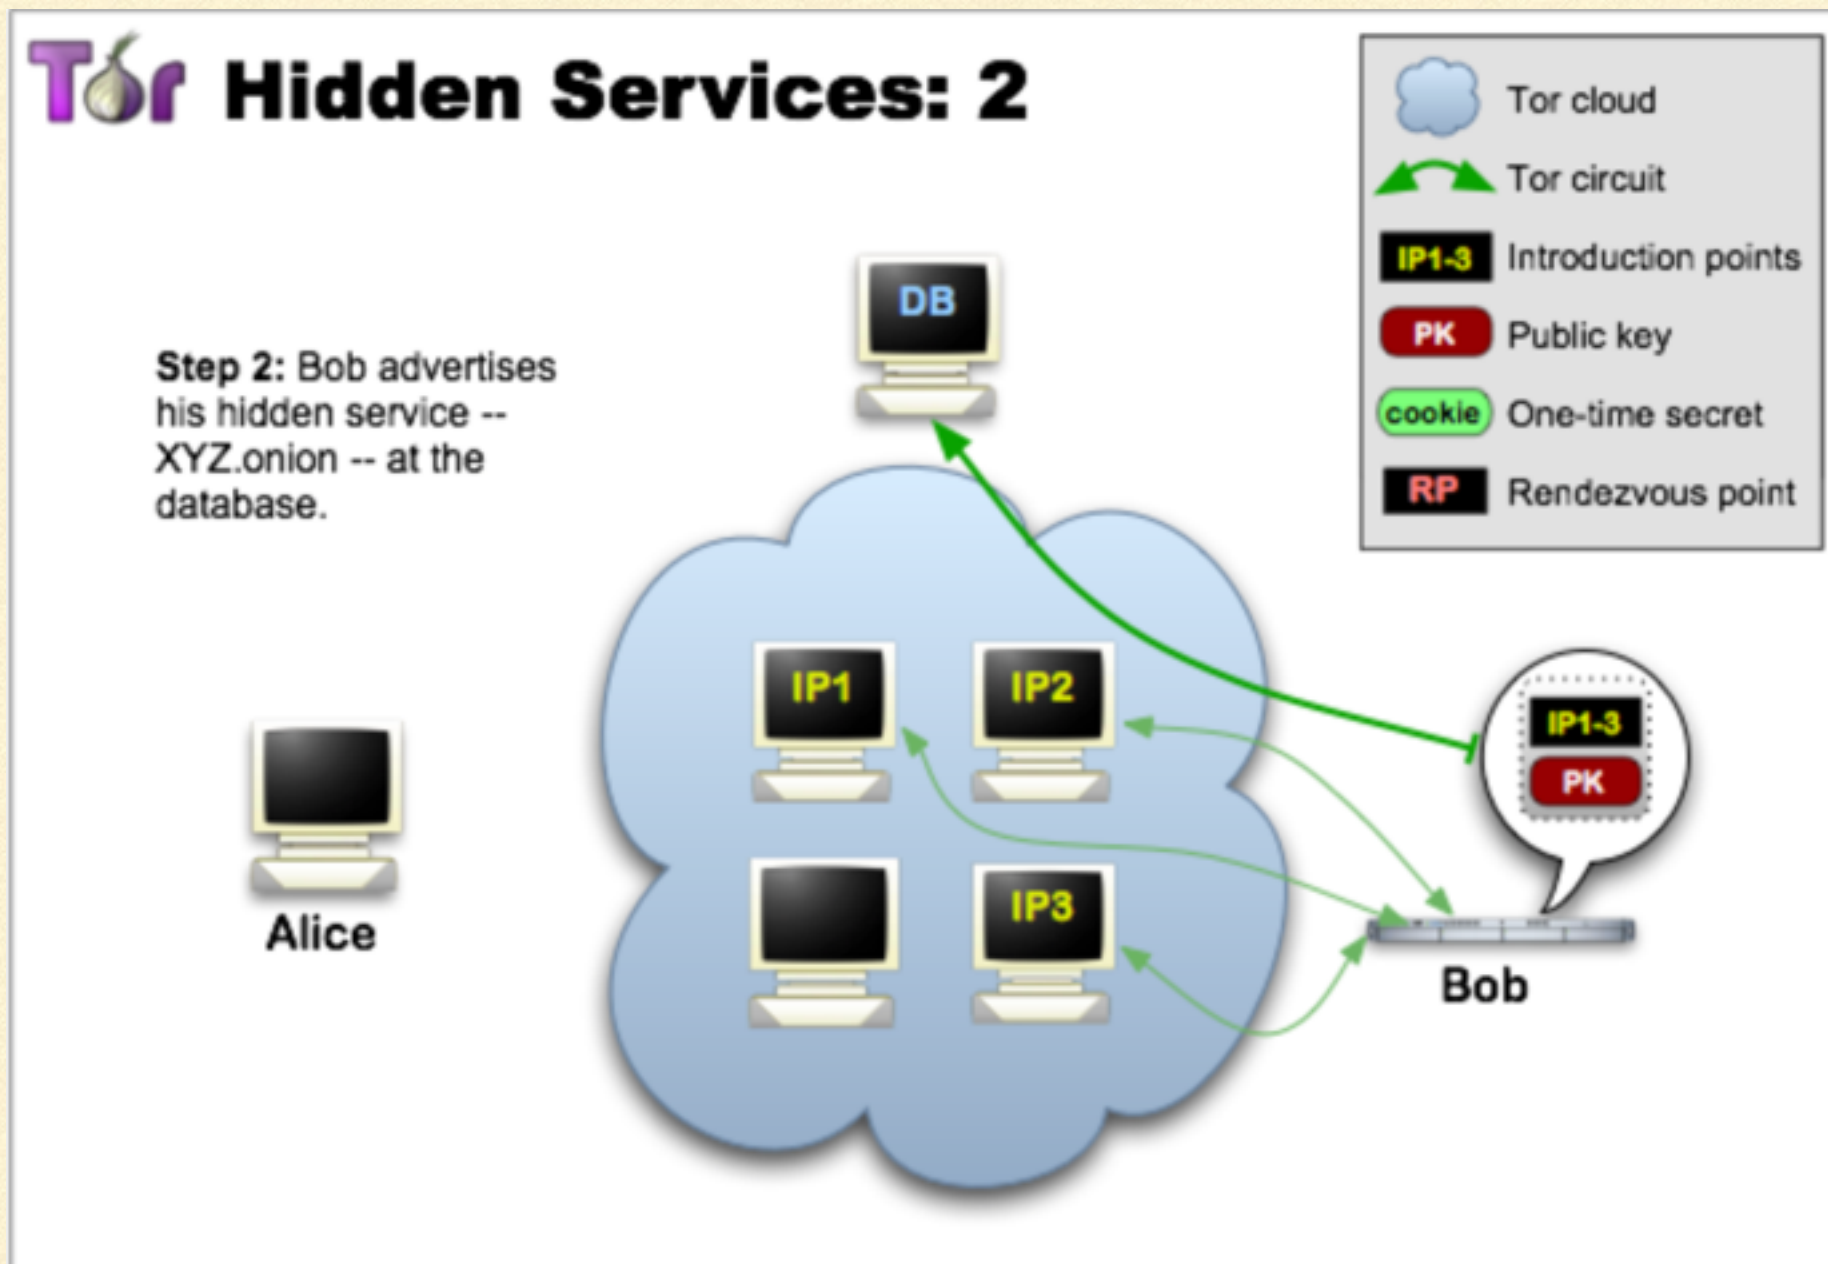 Tor Hidden Services: 2
Tor cloud
Tor circuit
IP1-3 Introduction points
PK Public key
cookie One-time secret
RP Rendezvous point
DB
Step 2: Bob advertises
his hidden service --
XYZ.onion -- at the
database.
IP1 IP2
IP3
IP1-3
PK
Alice
Bob